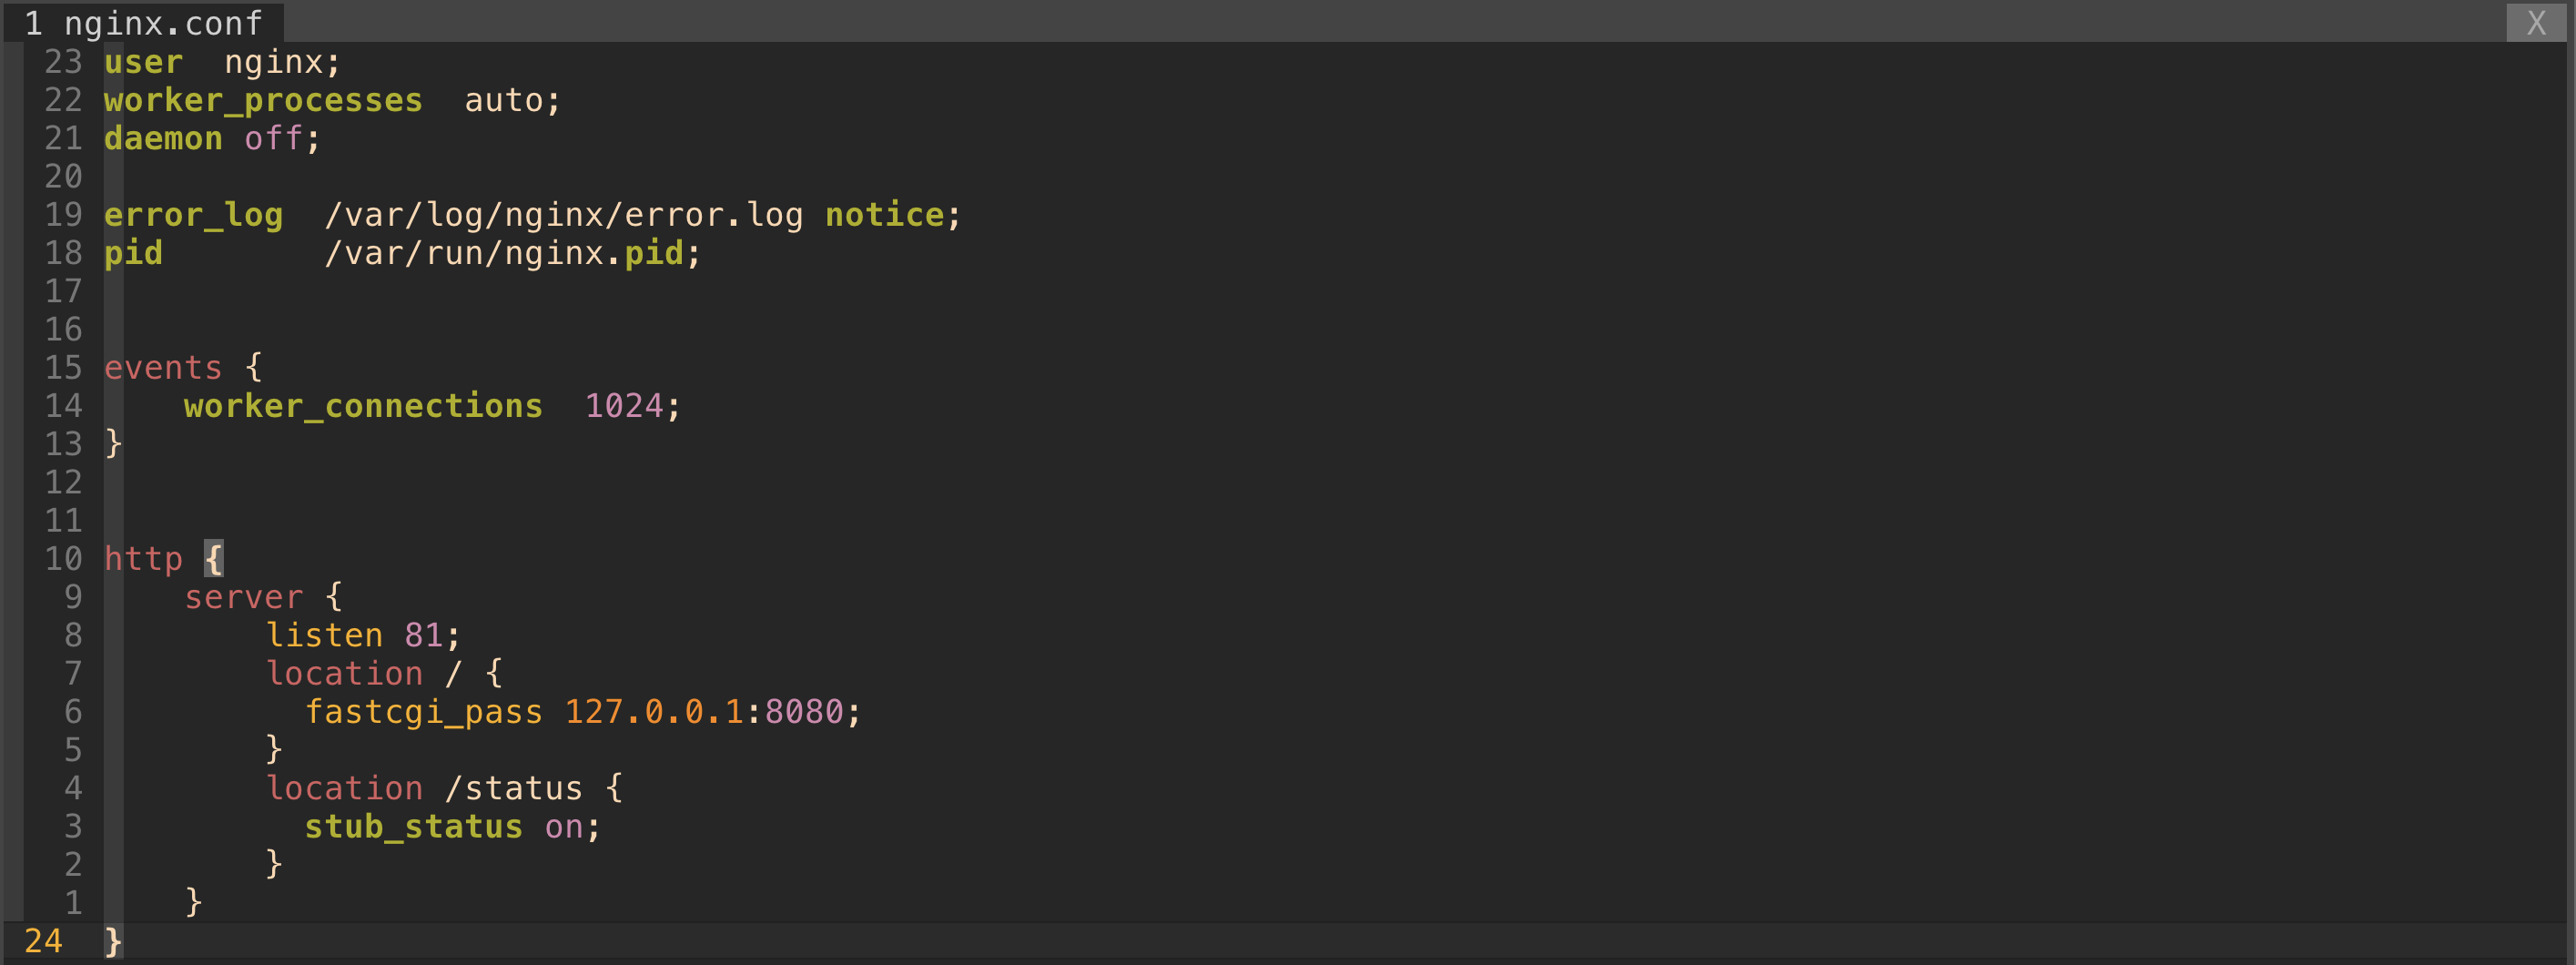 1 nginx.conf X
23 user  nginx;
22 worker_processes  auto;
21 daemon off;
20
19 error_log  /var/log/nginx/error.log notice;
18 pid        /var/run/nginx.pid;
17
16
15 events {
14     worker_connections  1024;
13 }
12
11
10 http {
9     server {
8         listen 81;
7         location / {
6           fastcgi_pass 127.0.0.1:8080;
5         }
4         location /status {
3           stub_status on;
2         }
1     }
24 }